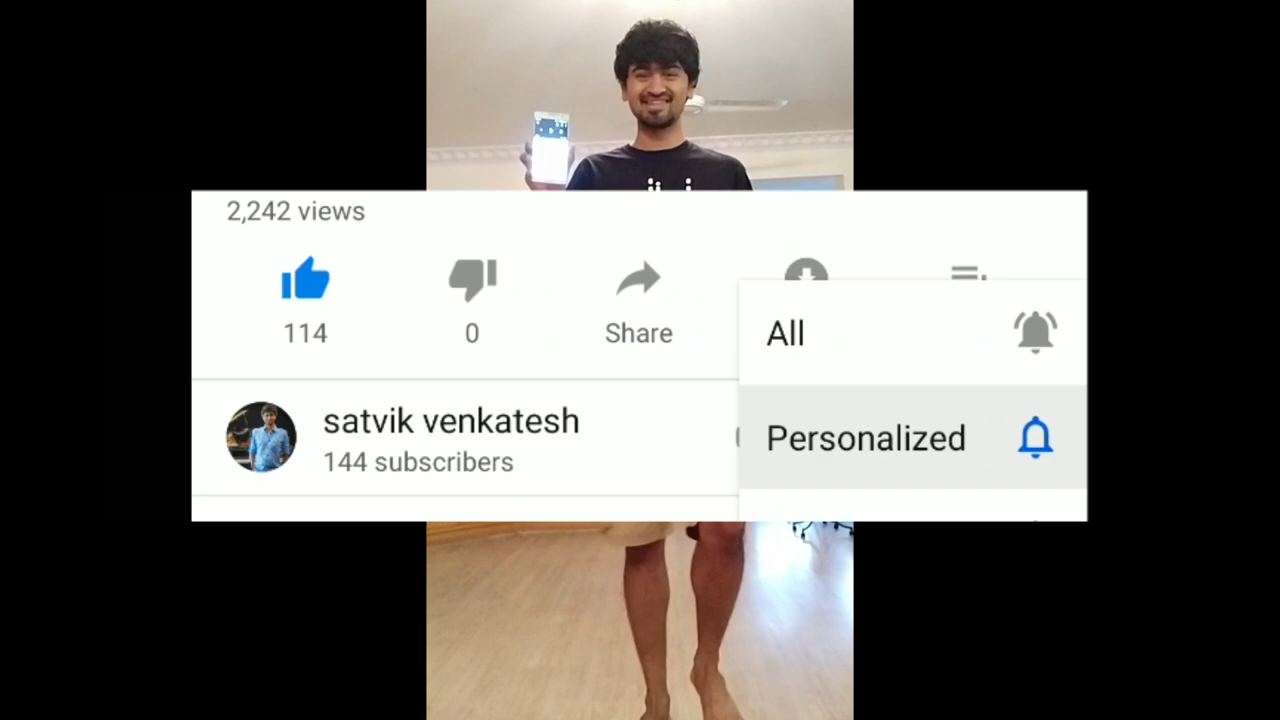 2,242 views
114
0
Share
All
satvik venkatesh
144 subscribers
Personalized